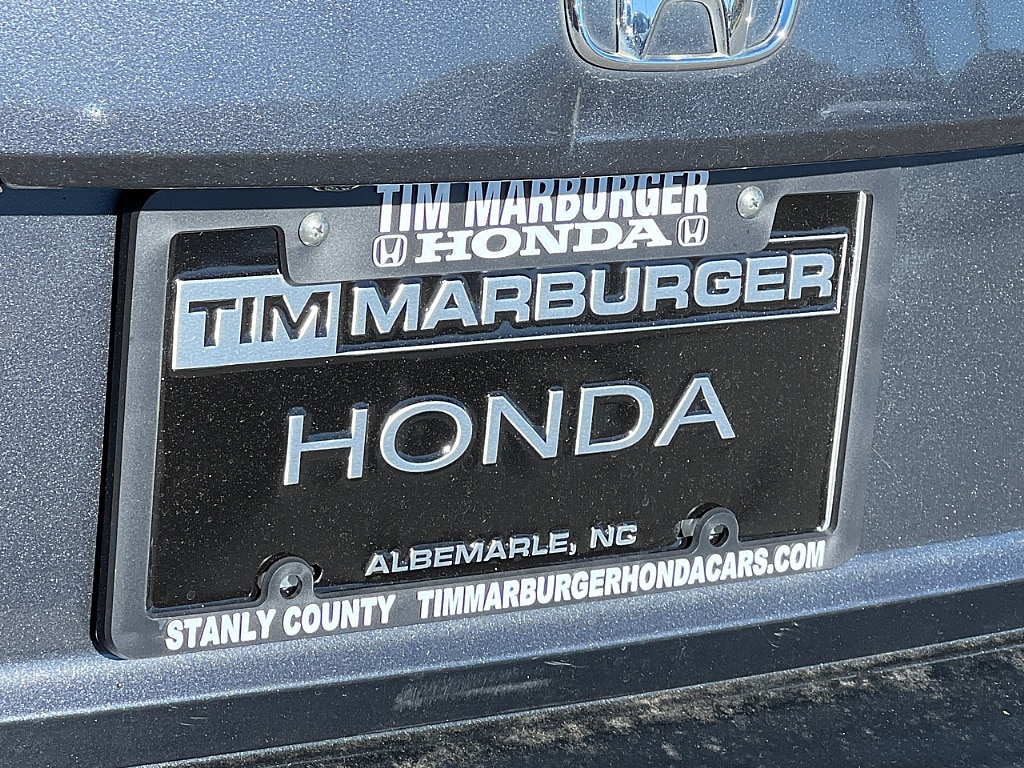 TIM MARBURGER
HONDA
TIM MARBURGER
HONDA
ALBEMARLE, NC
STANLY COUNTY TIMMARBURGERHONDACARS.COM